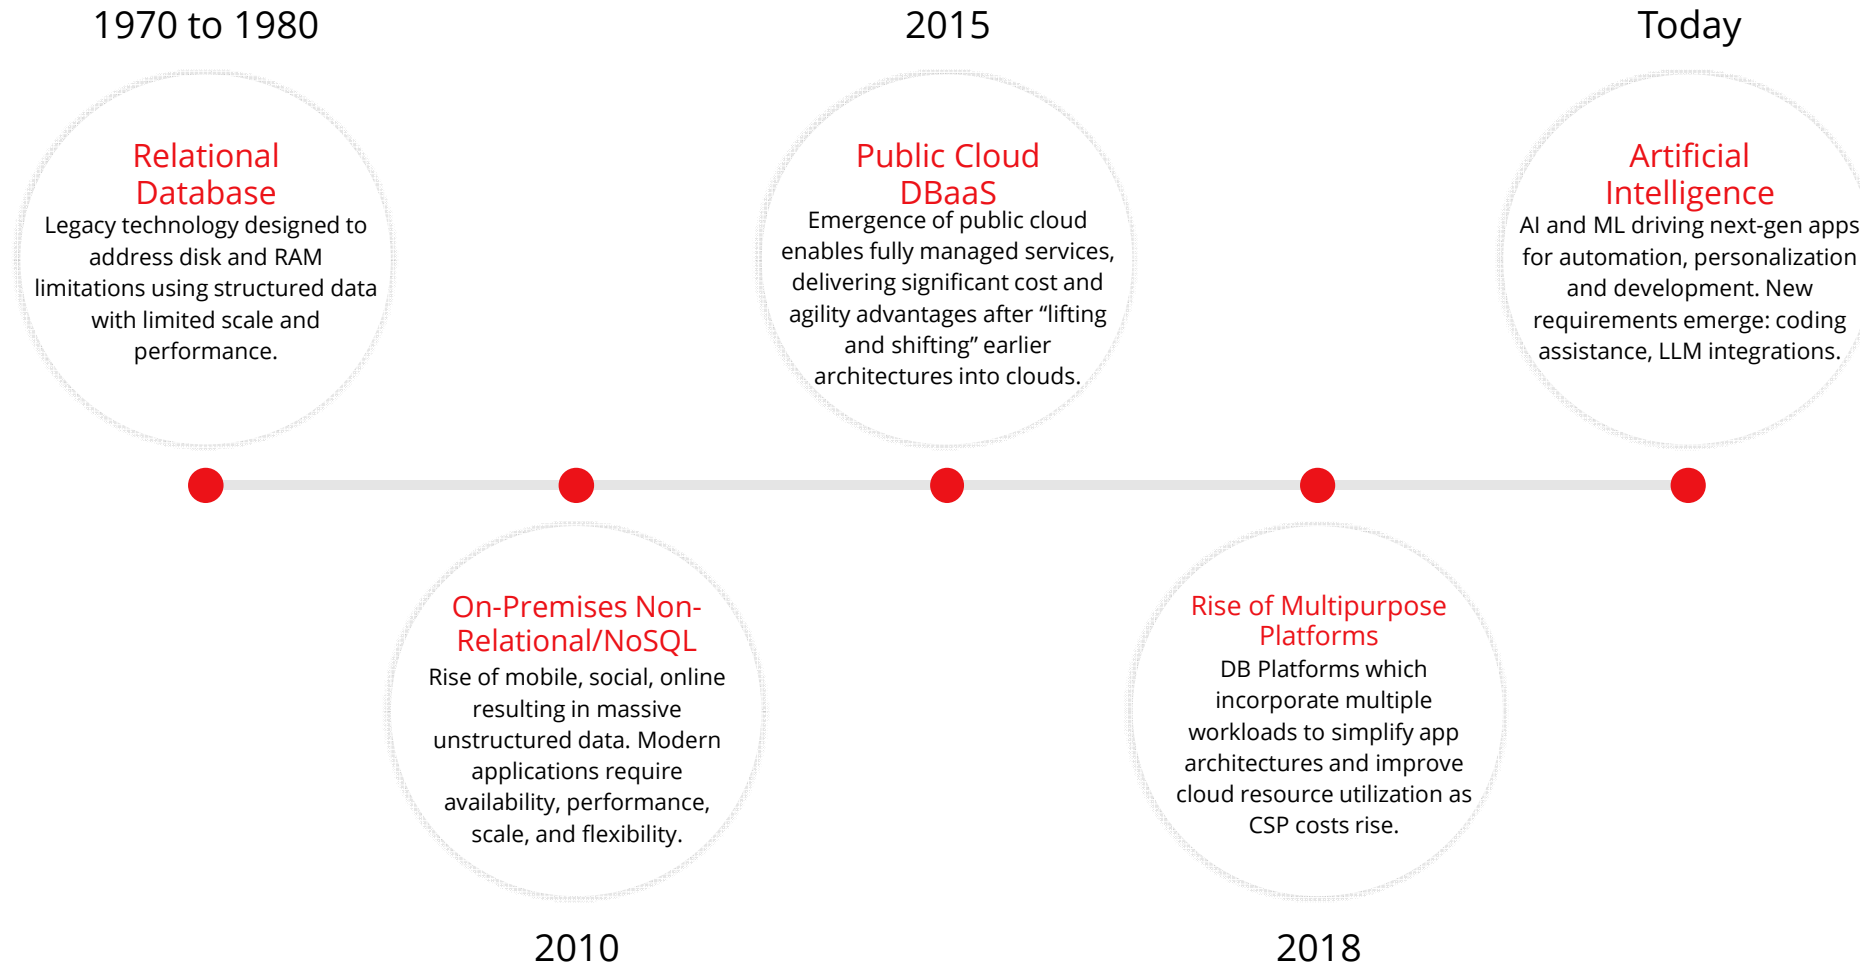 1970 to 1980
Relational
Database
Legacy technology designed to
address disk and RAM
limitations using structured data
with limited scale and
performance.
2015
Public Cloud
DBaaS
Emergence of public cloud
enables fully managed services,
delivering significant cost and
agility advantages after “lifting
and shifting” earlier
architectures into clouds.
Today
Artificial
Intelligence
AI and ML driving next-gen apps
for automation, personalization
and development. New
requirements emerge: coding
assistance, LLM integrations.
On-Premises Non-
Relational/NoSQL
Rise of mobile, social, online
resulting in massive
unstructured data. Modern
applications require
availability, performance,
scale, and flexibility.
2010
Rise of Multipurpose
Platforms
DB Platforms which
incorporate multiple
workloads to simplify app
architectures and improve
cloud resource utilization as
CSP costs rise.
2018